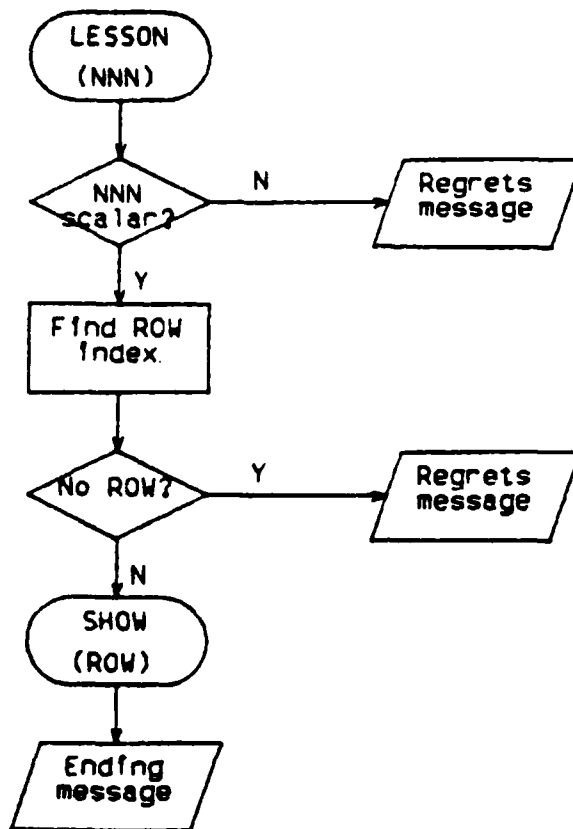 LESSON
(NNN)
NNN
scalar?
N
Regrets
message
Y
Find ROW
index.
No ROW?
Y
Regrets
message
N
SHOW
(ROW)
Ending
message